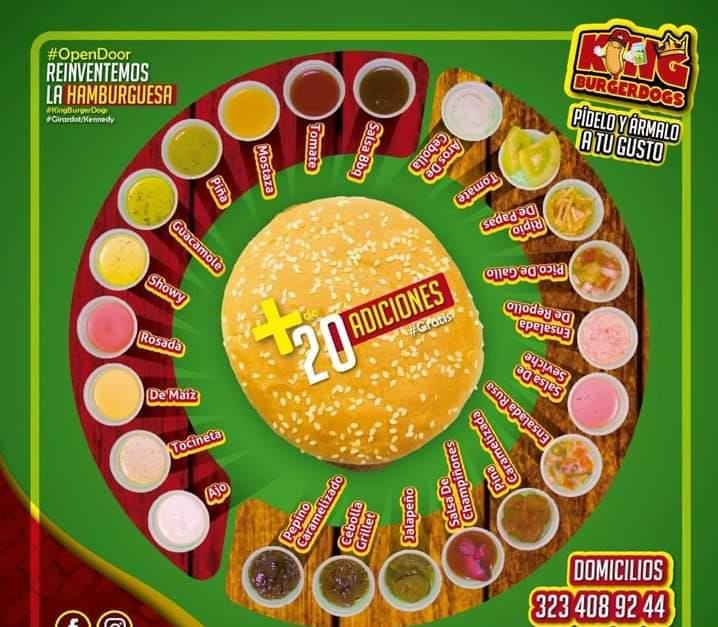 #OpenDoor
REINVENTEMOS
LA HAMBURGUESA
#KingBurgerDogs
#Girardot/Kennedy
KING
BURGERDOGS
PÍDELO Y ÁRMALO
A TU GUSTO
Salsa Bbq
Tomate
Mostaza
Piña
Guacamole
Showy
Rosada
De Maiz
Tocineta
Ajo
Aros De
Cebolla
Tomate
Ripio
De Papas
Pico De Gallo
Ensalada
De Repollo
Salsa De
Seviche
Ensalada Rusa
Pina
Caramelizada
Salsa De
Champiñones
Jalapeño
Cebolla
Grillet
Pepino
Caramelizado
+ de
20 ADICIONES
#Gratis
DOMICILIOS
323 408 92 44